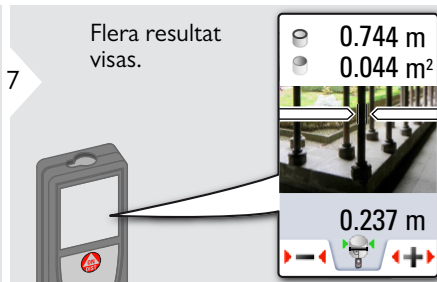 Flera resultat
visas.
7
0.744 m
0.044 m²
0.237 m
ON
DIST